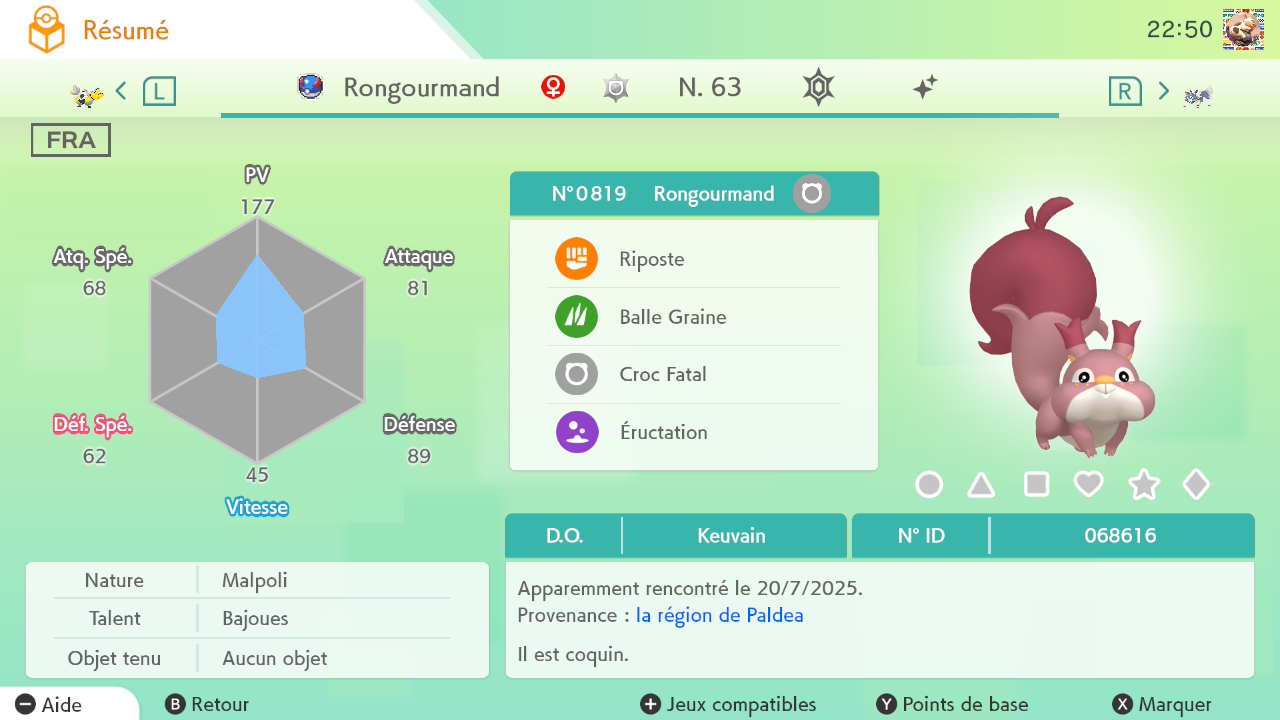 Résumé
22:50
L
Rongourmand
N. 63
R
FRA
PV
177
Atq. Spé.
68
Attaque
81
Déf. Spé.
62
Défense
89
45
Vitesse
N°0819 Rongourmand
Riposte
Balle Graine
Croc Fatal
Éructation
D.O. Keuvain
N° ID 068616
Nature Malpoli
Talent Bajoues
Objet tenu Aucun objet
Apparemment rencontré le 20/7/2025.
Provenance : la région de Paldea
Il est coquin.
Aide
B Retour
Jeux compatibles
Y Points de base
X Marquer